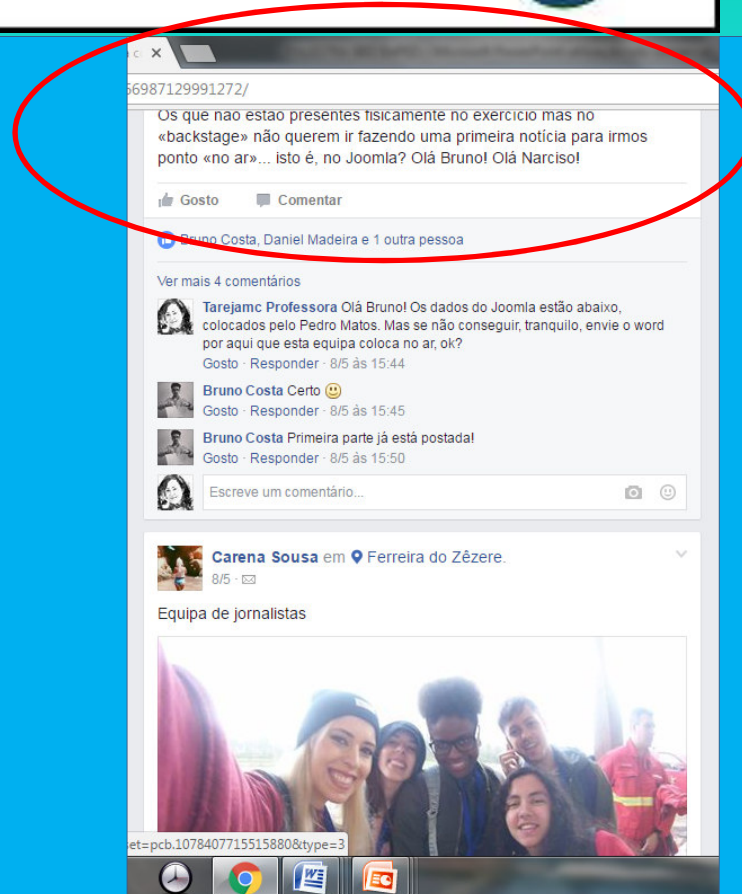 56987129991272/
Os que não estão presentes fisicamente no exercício mas no
«backstage» não querem ir fazendo uma primeira notícia para irmos
ponto «no ar»... isto é, no Joomla? Olá Bruno! Olá Narciso!
Gosto Comentar
Bruno Costa, Daniel Madeira e 1 outra pessoa
Ver mais 4 comentários
Tarejamc Professora Olá Bruno! Os dados do Joomla estão abaixo,
colocados pelo Pedro Matos. Mas se não conseguir, tranquilo, envie o word
por aqui que esta equipa coloca no ar, ok?
Gosto · Responder · 8/5 às 15:44
Bruno Costa Certo
Gosto · Responder · 8/5 às 15:45
Bruno Costa Primeira parte já está postada!
Gosto · Responder · 8/5 às 15:50
Escreve um comentário...
Carena Sousa em Ferreira do Zêzere.
8/5 ·
Equipa de jornalistas
et=pcb.1078407715515880&type=3